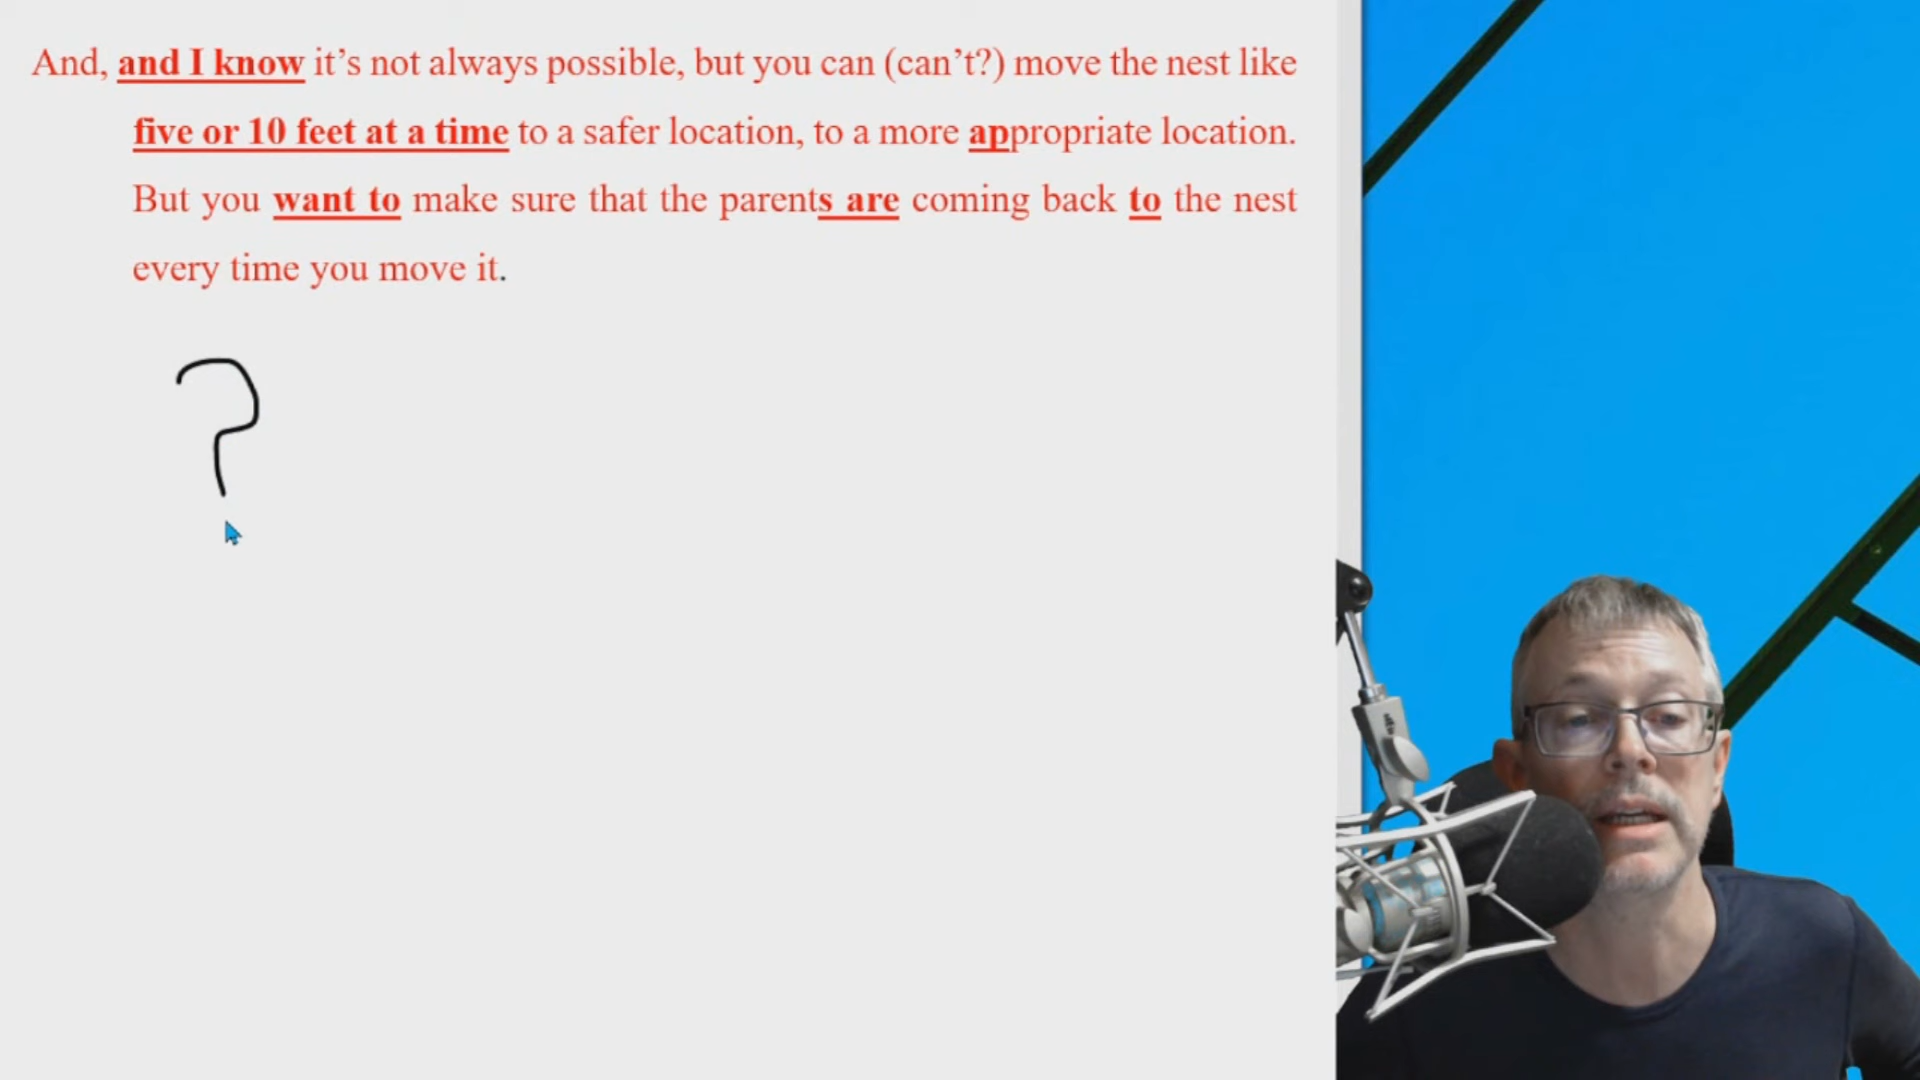 And, and I know it’s not always possible, but you can (can’t?) move the nest like
five or 10 feet at a time to a safer location, to a more appropriate location.
But you want to make sure that the parents are coming back to the nest
every time you move it.
?